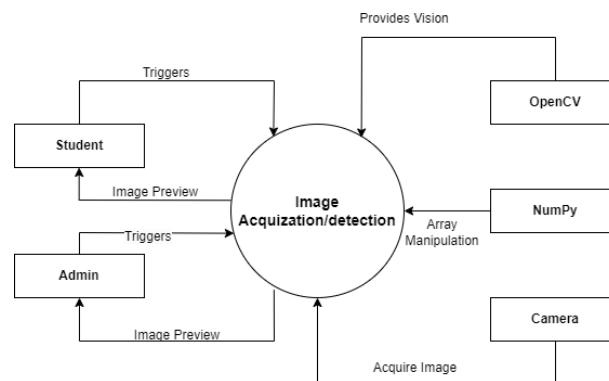 Provides Vision
Triggers
OpenCV
Student
Image Preview
Image
Acquization/detection
NumPy
Array
Manipulation
Triggers
Admin
Camera
Image Preview
Acquire Image